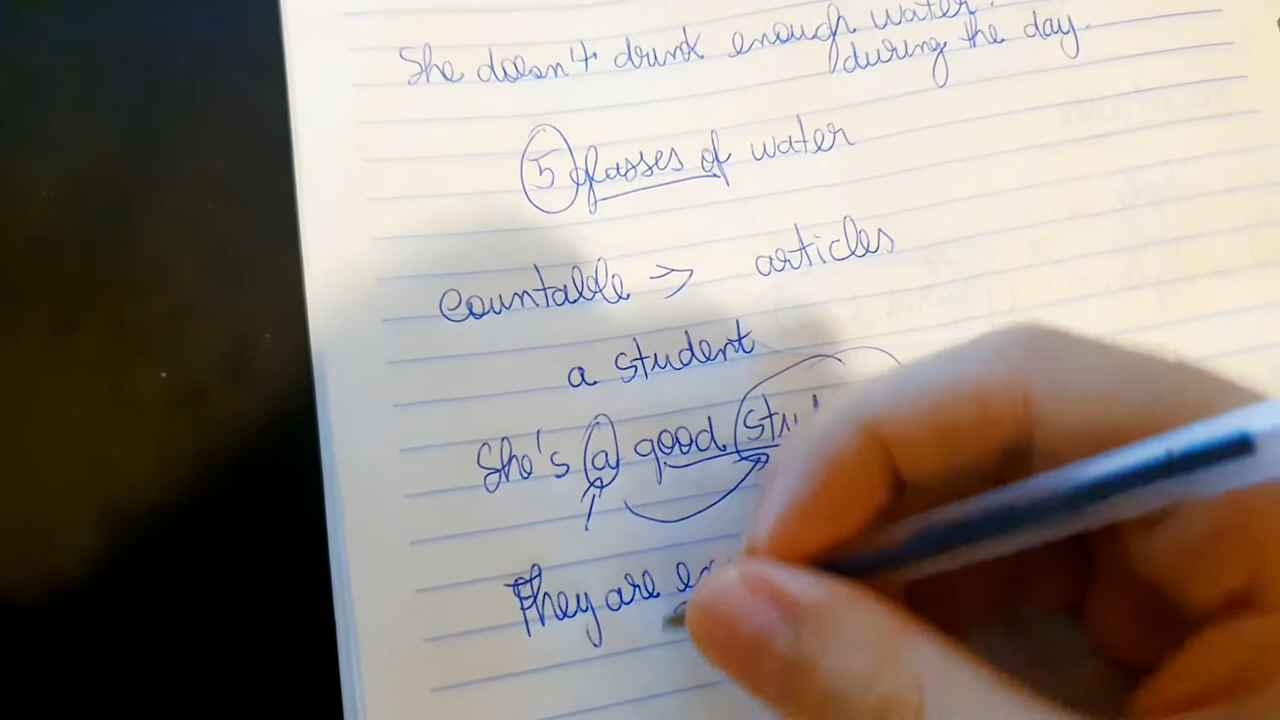 She doesn't drink enough water.
during the day.
5 glasses of water
countable => articles
a student
She's a good
They are